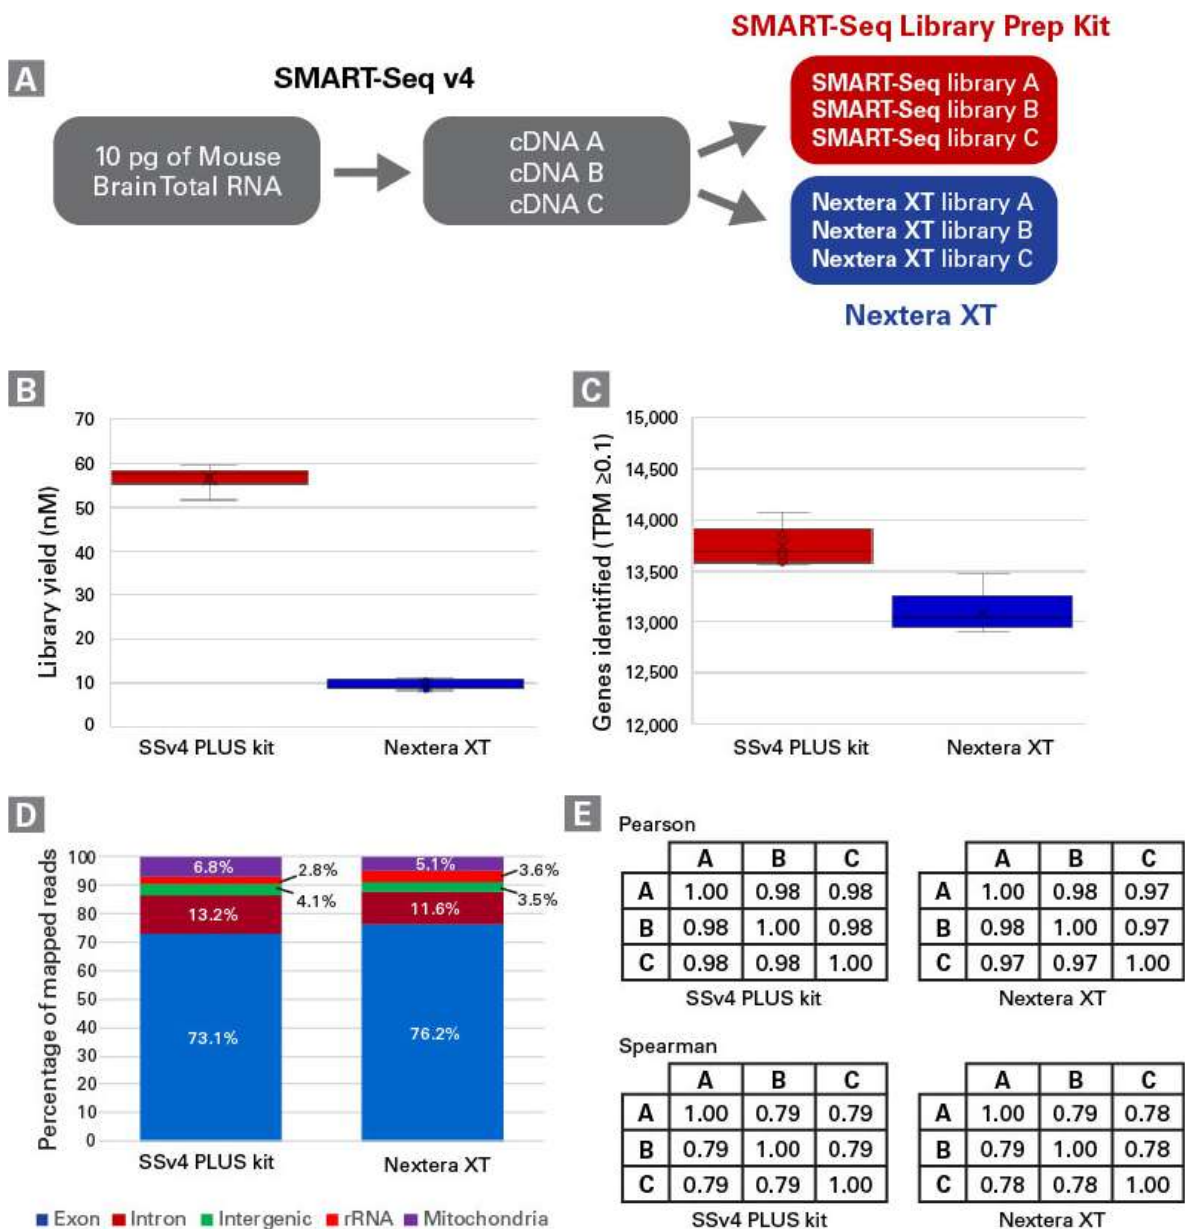 SMART-Seq Library Prep Kit
A
SMART-Seq v4
10 pg of Mouse
Brain Total RNA
cDNA A
cDNA B
cDNA C
SMART-Seq library A
SMART-Seq library B
SMART-Seq library C
Nextera XT library A
Nextera XT library B
Nextera XT library C
Nextera XT
B
Library yield (nM)
70
60
50
40
30
20
10
0
SSv4 PLUS kit
Nextera XT
C
Genes identified (TPM ≥0.1)
15,000
14,500
14,000
13,500
13,000
12,500
12,000
SSv4 PLUS kit
Nextera XT
D
Percentage of mapped reads
100
90
80
70
60
50
40
30
20
10
0
6.8%
2.8%
4.1%
13.2%
73.1%
5.1%
3.6%
3.5%
11.6%
76.2%
SSv4 PLUS kit
Nextera XT
Exon Intron Intergenic rRNA Mitochondria
E
Pearson
A B C
A 1.00 0.98 0.98
B 0.98 1.00 0.98
C 0.98 0.98 1.00
SSv4 PLUS kit
A B C
A 1.00 0.98 0.97
B 0.98 1.00 0.97
C 0.97 0.97 1.00
Nextera XT
Spearman
A B C
A 1.00 0.79 0.79
B 0.79 1.00 0.79
C 0.79 0.79 1.00
SSv4 PLUS kit
A B C
A 1.00 0.79 0.78
B 0.79 1.00 0.78
C 0.78 0.78 1.00
Nextera XT